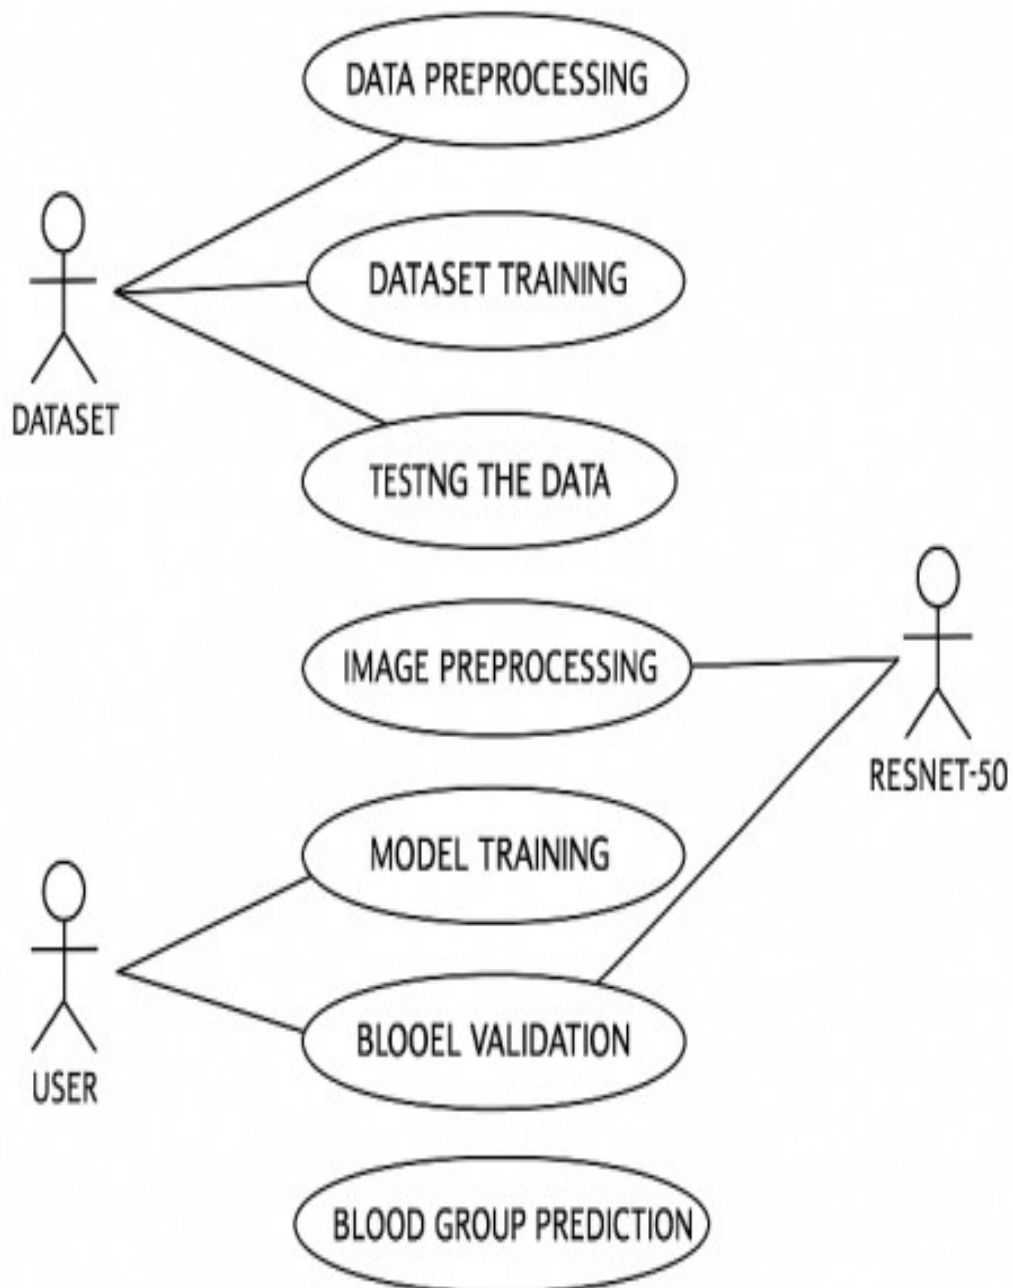 DATA PREPROCESSING
DATASET TRAINING
DATASET
TESTNG THE DATA
IMAGE PREPROCESSING
RESNET-50
MODEL TRAINING
BLOOEL VALIDATION
USER
BLOOD GROUP PREDICTION